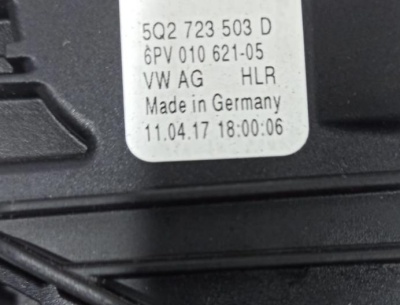 5Q2 723 503 D
6PV 010 621-05
VW AG HLR
Made in Germany
11.04.17 18:00:06